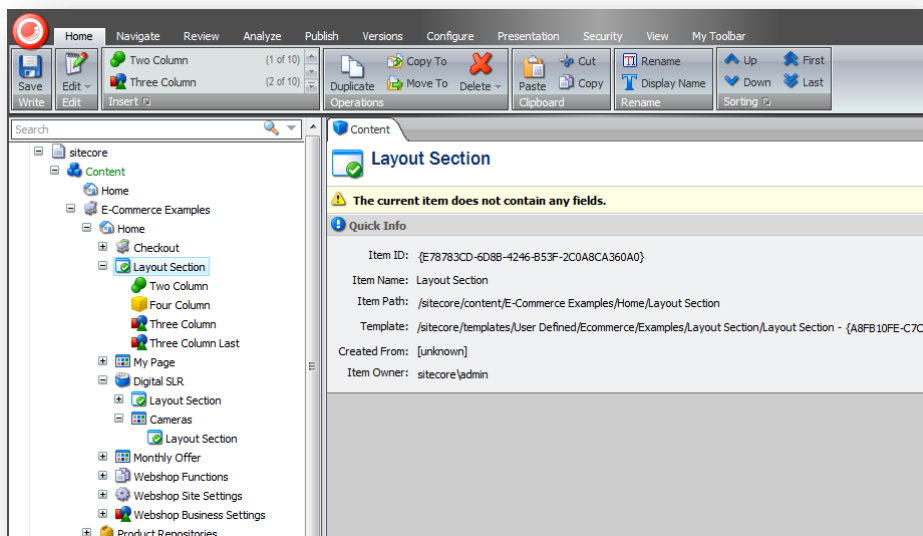 Home Navigate Review Analyze Publish Versions Configure Presentation Security View My Toolbar
Save
Write
Edit
Edit
Two Column (1 of 10)
Three Column (2 of 10)
Insert
Duplicate
Copy To
Move To
Delete
Operations
Paste
Cut
Copy
Clipboard
Rename
Display Name
Rename
Up First
Down Last
Sorting
Search
sitecore
Content
Home
E-Commerce Examples
Home
Checkout
Layout Section
Two Column
Four Column
Three Column
Three Column Last
My Page
Digital SLR
Layout Section
Cameras
Layout Section
Monthly Offer
Webshop Functions
Webshop Site Settings
Webshop Business Settings
Product Repositories
Content
Layout Section
The current item does not contain any fields.
Quick Info
Item ID: {E78783CD-6D8B-4246-B53F-2C0A8CA360A0}
Item Name: Layout Section
Item Path: /sitecore/content/E-Commerce Examples/Home/Layout Section
Template: /sitecore/templates/User Defined/Ecommerce/Examples/Layout Section/Layout Section - {A8FB10FE-C7C
Created From: [unknown]
Item Owner: sitecore\admin